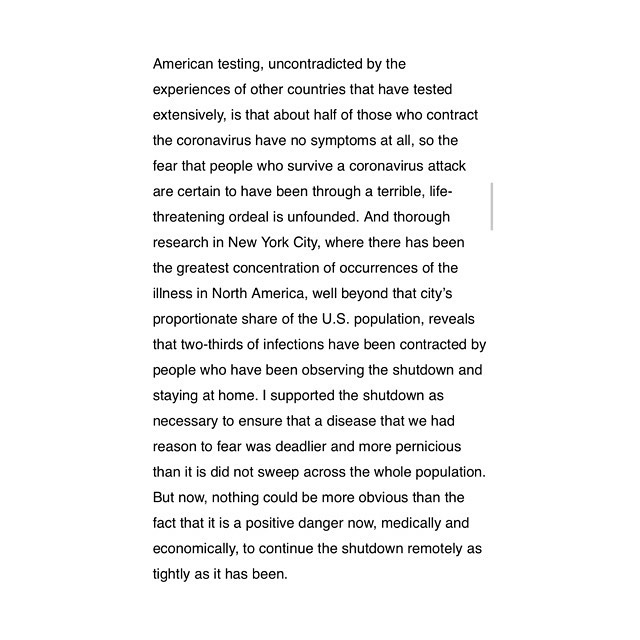 American testing, uncontradicted by the
experiences of other countries that have tested
extensively, is that about half of those who contract
the coronavirus have no symptoms at all, so the
fear that people who survive a coronavirus attack
are certain to have been through a terrible, life-
threatening ordeal is unfounded. And thorough
research in New York City, where there has been
the greatest concentration of occurrences of the
illness in North America, well beyond that city’s
proportionate share of the U.S. population, reveals
that two-thirds of infections have been contracted by
people who have been observing the shutdown and
staying at home. I supported the shutdown as
necessary to ensure that a disease that we had
reason to fear was deadlier and more pernicious
than it is did not sweep across the whole population.
But now, nothing could be more obvious than the
fact that it is a positive danger now, medically and
economically, to continue the shutdown remotely as
tightly as it has been.